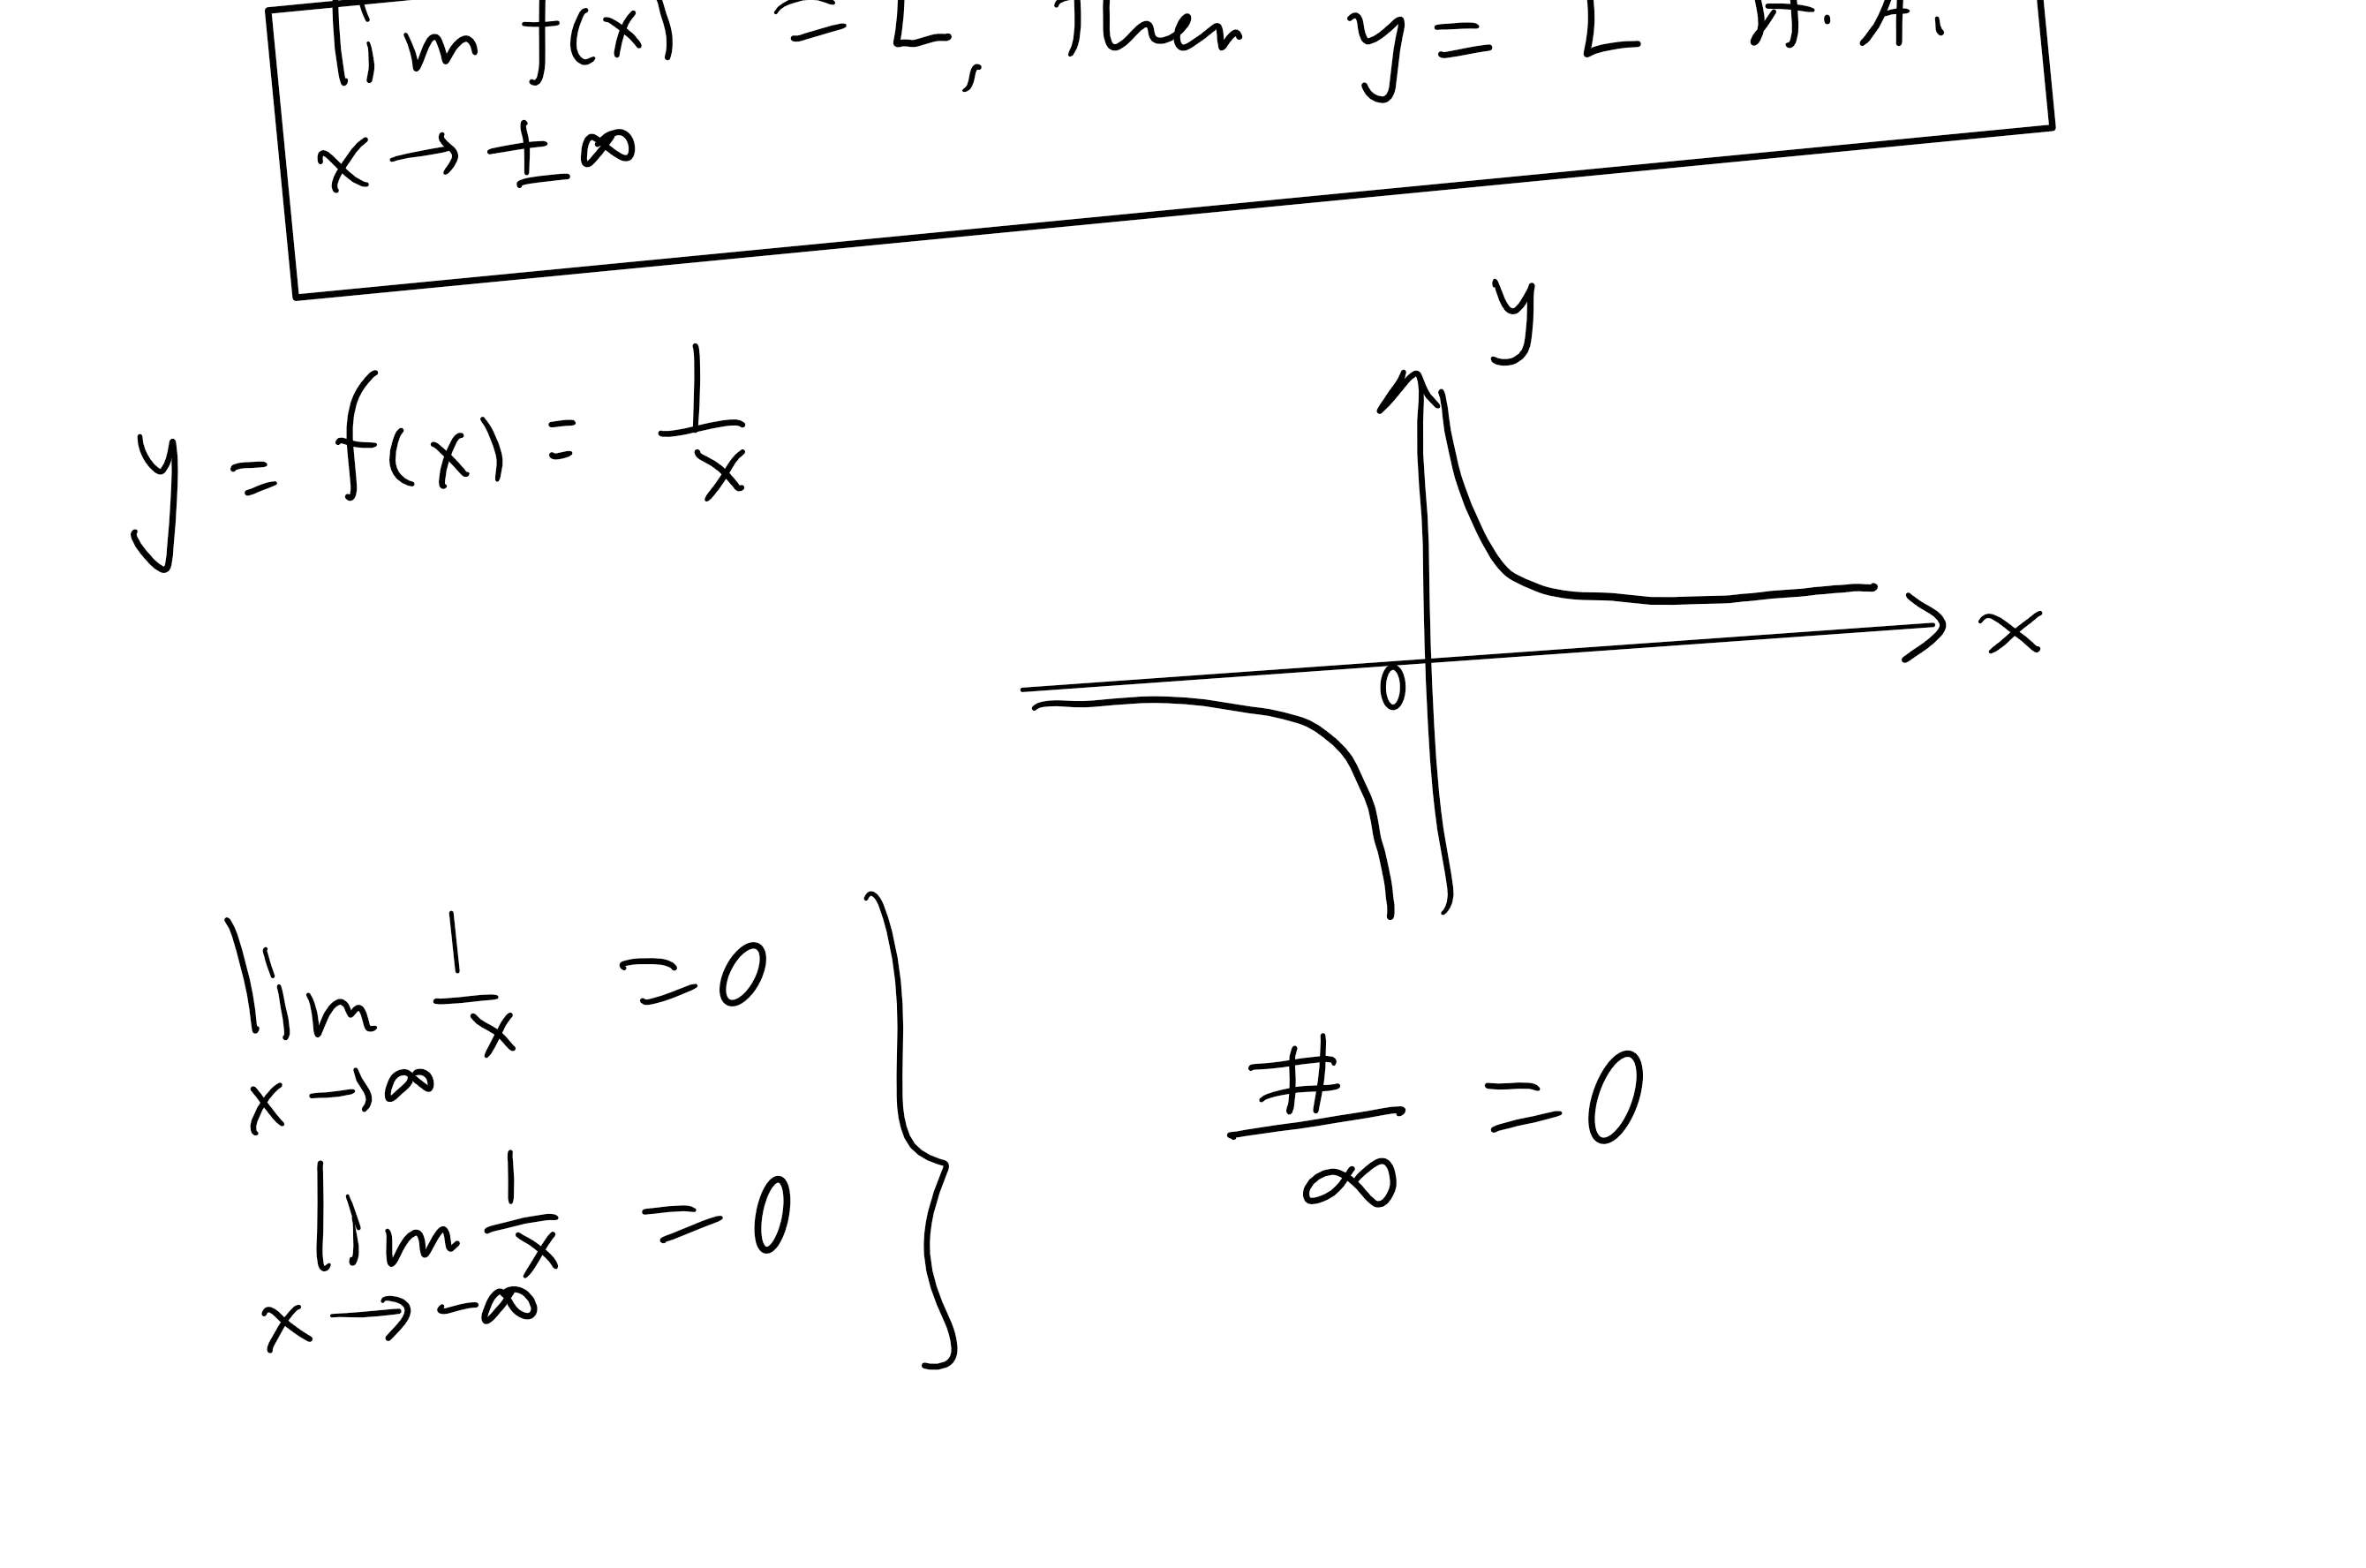 lim f(x) = L, then y = L H.A.
x → ± ∞
y
y = f(x) = 1/x
x
0
lim 1/x = 0
x → ∞
#/∞ = 0
lim 1/x = 0
x → -∞